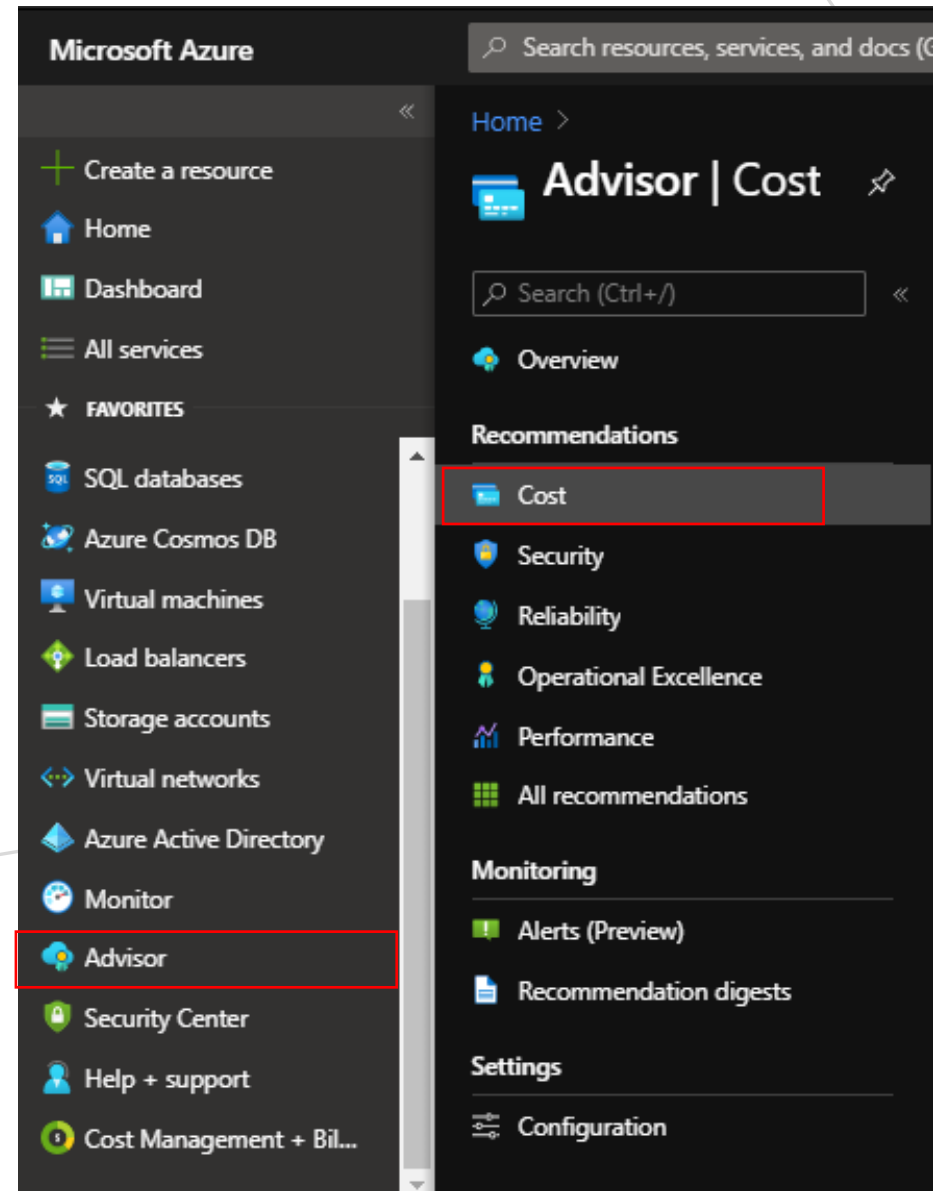 Microsoft Azure
Search resources, services, and docs (G
Create a resource
Home
Dashboard
All services
FAVORITES
SQL databases
Azure Cosmos DB
Virtual machines
Load balancers
Storage accounts
Virtual networks
Azure Active Directory
Monitor
Advisor
Security Center
Help + support
Cost Management + Bil...
Home >
Advisor | Cost
Search (Ctrl+/)
Overview
Recommendations
Cost
Security
Reliability
Operational Excellence
Performance
All recommendations
Monitoring
Alerts (Preview)
Recommendation digests
Settings
Configuration